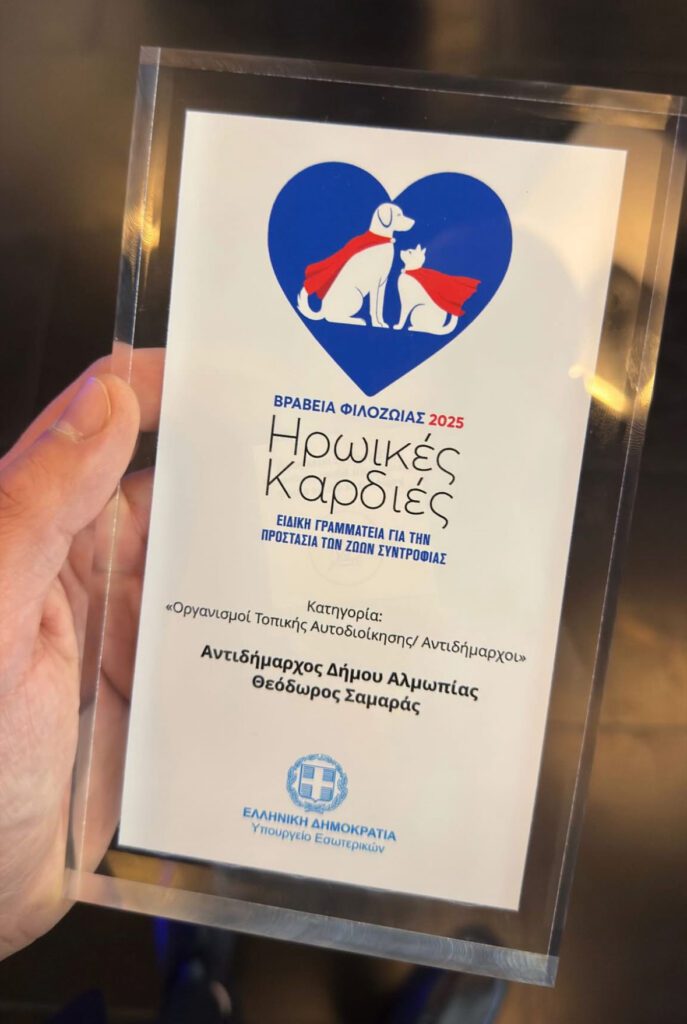 ΒΡΑΒΕΙΑ ΦΙΛΟΖΩΙΑΣ 2025
Ηρωικές
Καρδιές
ΕΙΔΙΚΗ ΓΡΑΜΜΑΤΕΙΑ ΓΙΑ ΤΗΝ
ΠΡΟΣΤΑΣΙΑ ΤΩΝ ΖΩΩΝ ΣΥΝΤΡΟΦΙΑΣ
Κατηγορία:
«Οργανισμοί Τοπικής Αυτοδιοίκησης/ Αντιδήμαρχοι»
Αντιδήμαρχος Δήμου Αλμωπίας
Θεόδωρος Σαμαράς
ΕΛΛΗΝΙΚΗ ΔΗΜΟΚΡΑΤΙΑ
Υπουργείο Εσωτερικών